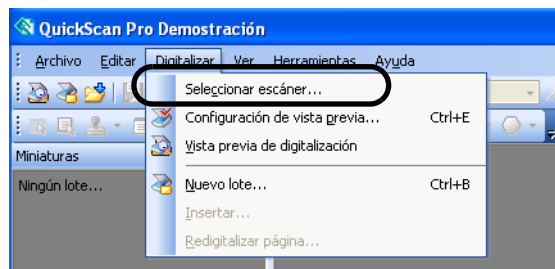 QuickScan Pro Demostración
Archivo Editar Digitalizar Ver Herramientas Ayuda
Seleccionar escáner...
Configuración de vista previa... Ctrl+E
Vista previa de digitalización
Miniaturas
Ningún lote...
Nuevo lote... Ctrl+B
Insertar...
Redigitalizar página...